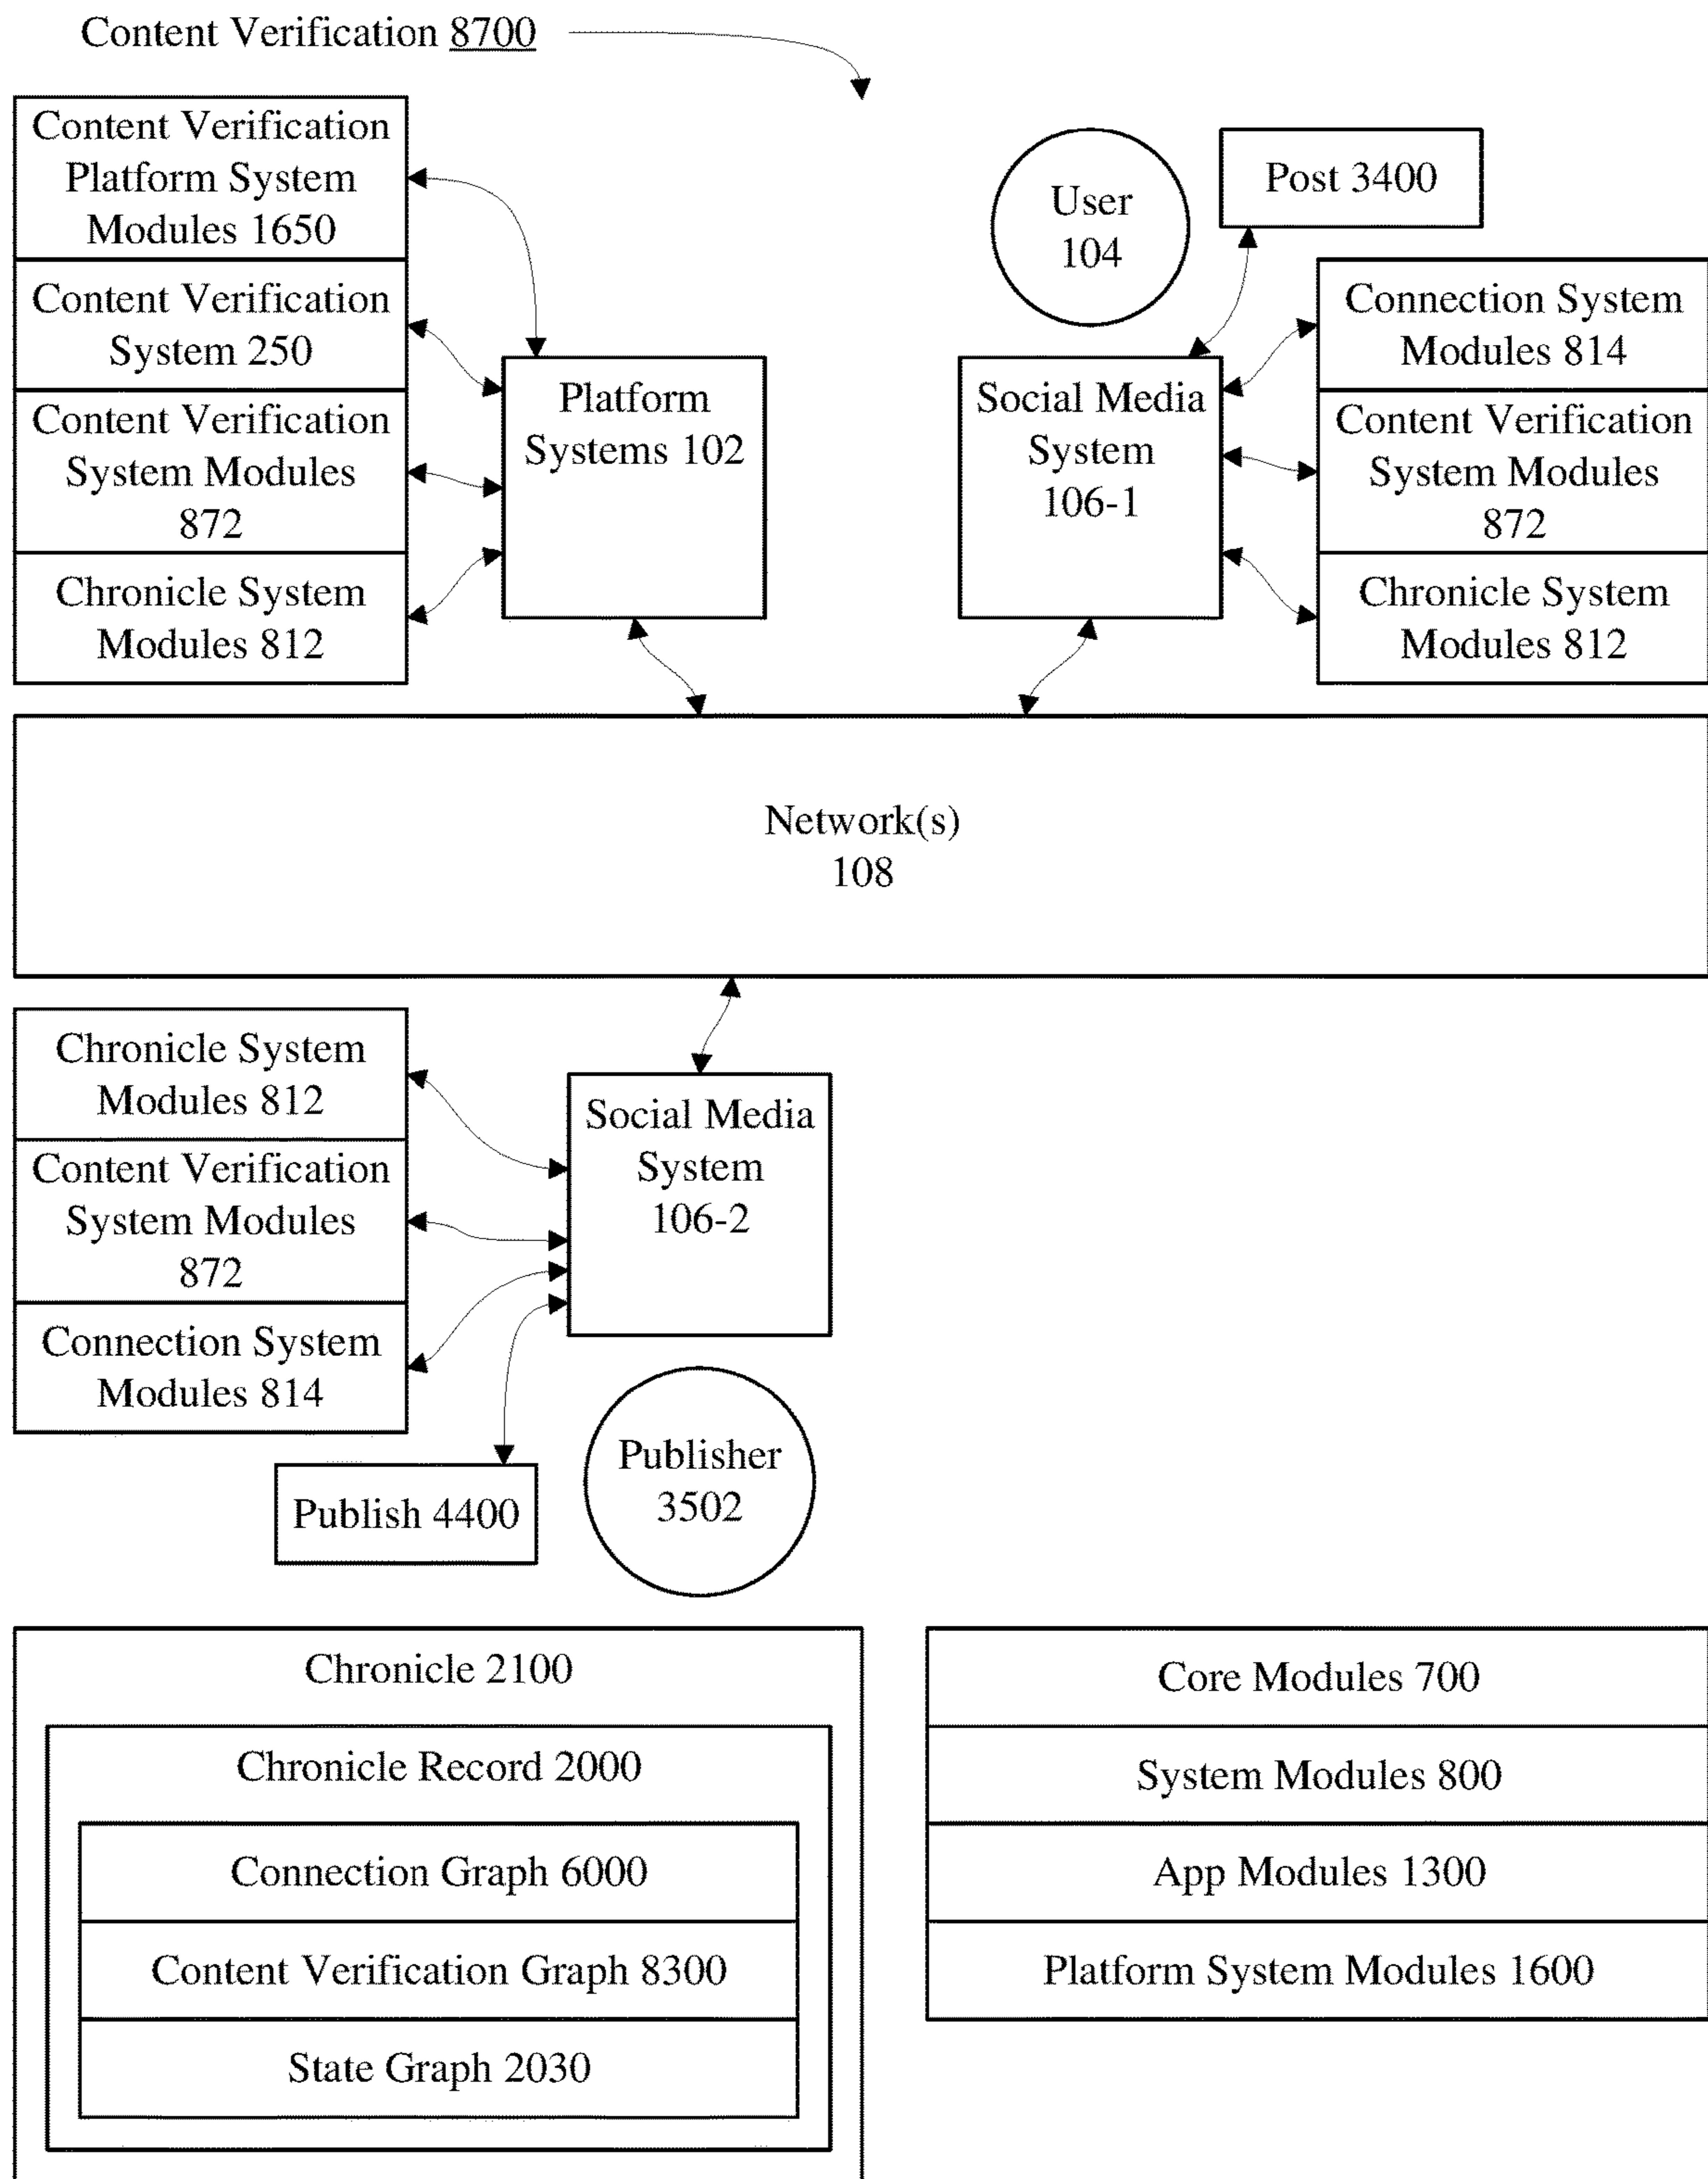 Content Verification 8700
Content Verification
Platform System
Modules 1650
Content Verification
System 250
Content Verification
System Modules
872
Chronicle System
Modules 812
Platform
Systems 102
User
104
Post 3400
Social Media
System
106-1
Connection System
Modules 814
Content Verification
System Modules
872
Chronicle System
Modules 812
Network(s)
108
Chronicle System
Modules 812
Content Verification
System Modules
872
Connection System
Modules 814
Social Media
System
106-2
Publish 4400
Publisher
3502
Chronicle 2100
Chronicle Record 2000
Connection Graph 6000
Content Verification Graph 8300
State Graph 2030
Core Modules 700
System Modules 800
App Modules 1300
Platform System Modules 1600